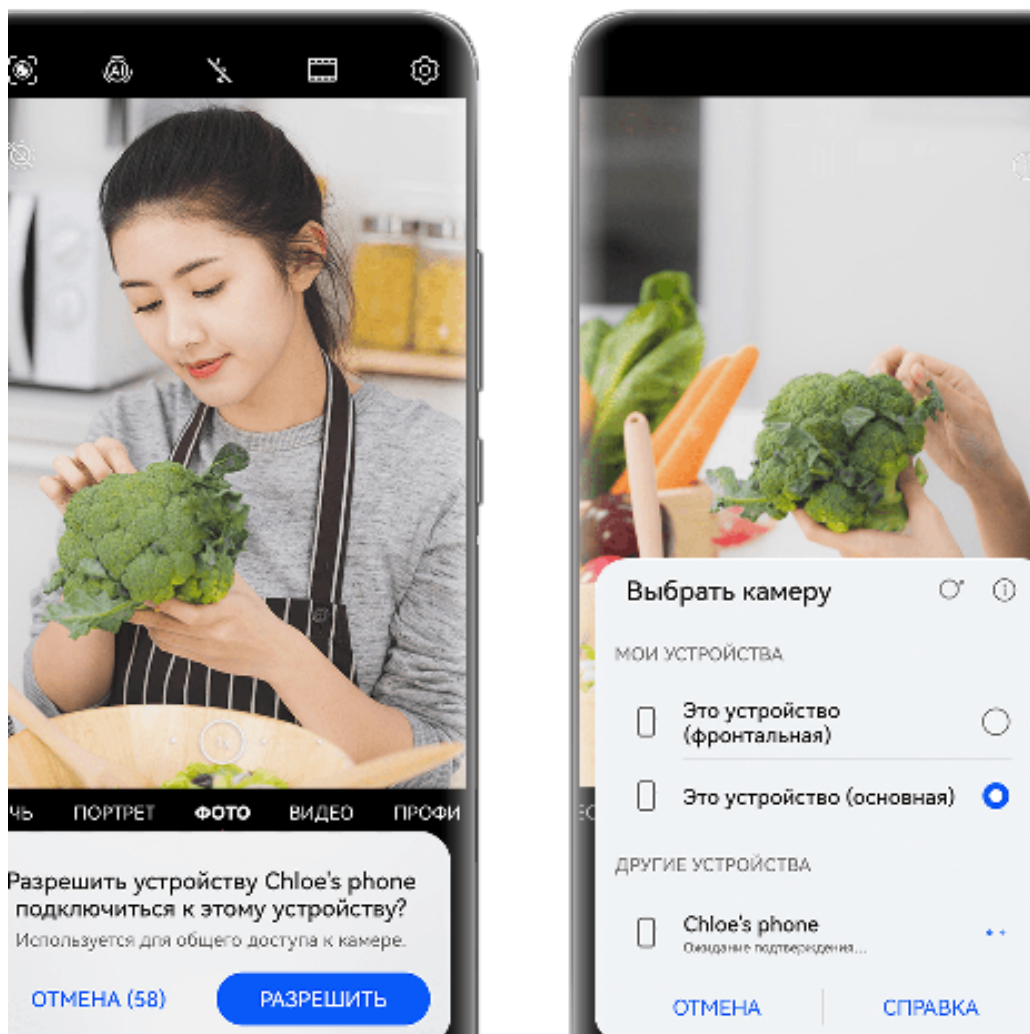 AI
1x
ЧЬ
ПОРТРЕТ
ФОТО
ВИДЕО
ПРОФИ
Разрешить устройству Chloe's phone
подключиться к этому устройству?
Используется для общего доступа к камере.
ОТМЕНА (58)
РАЗРЕШИТЬ
Выбрать камеру
МОИ УСТРОЙСТВА
Это устройство
(фронтальная)
Это устройство (основная)
ДРУГИЕ УСТРОЙСТВА
Chloe's phone
Ожидание подтверждения...
ОТМЕНА
СПРАВКА